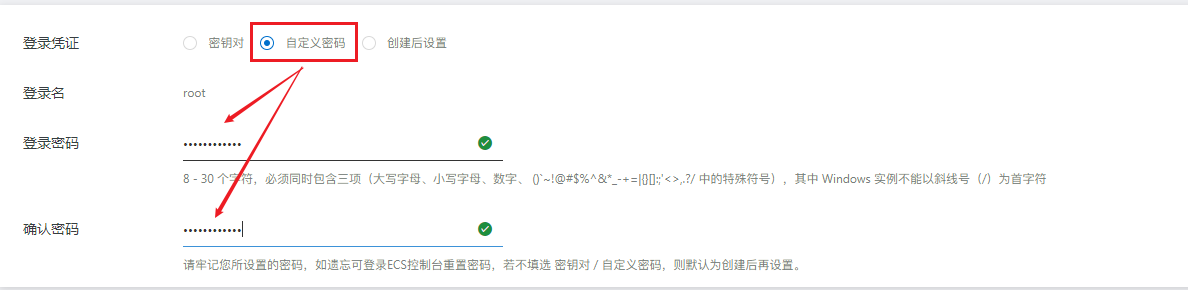 登录凭证 密钥对 自定义密码 创建后设置
登录名 root
登录密码 ••••••••••••
8 - 30 个字符，必须同时包含三项（大写字母、小写字母、数字、 ()`~!@#$%^&*_-+=|{}[]:;'<>,.?/ 中的特殊符号），其中 Windows 实例不能以斜线号（/）为首字符
确认密码 ••••••••••••
请牢记您所设置的密码，如遗忘可登录ECS控制台重置密码，若不填选 密钥对 / 自定义密码，则默认为创建后再设置。